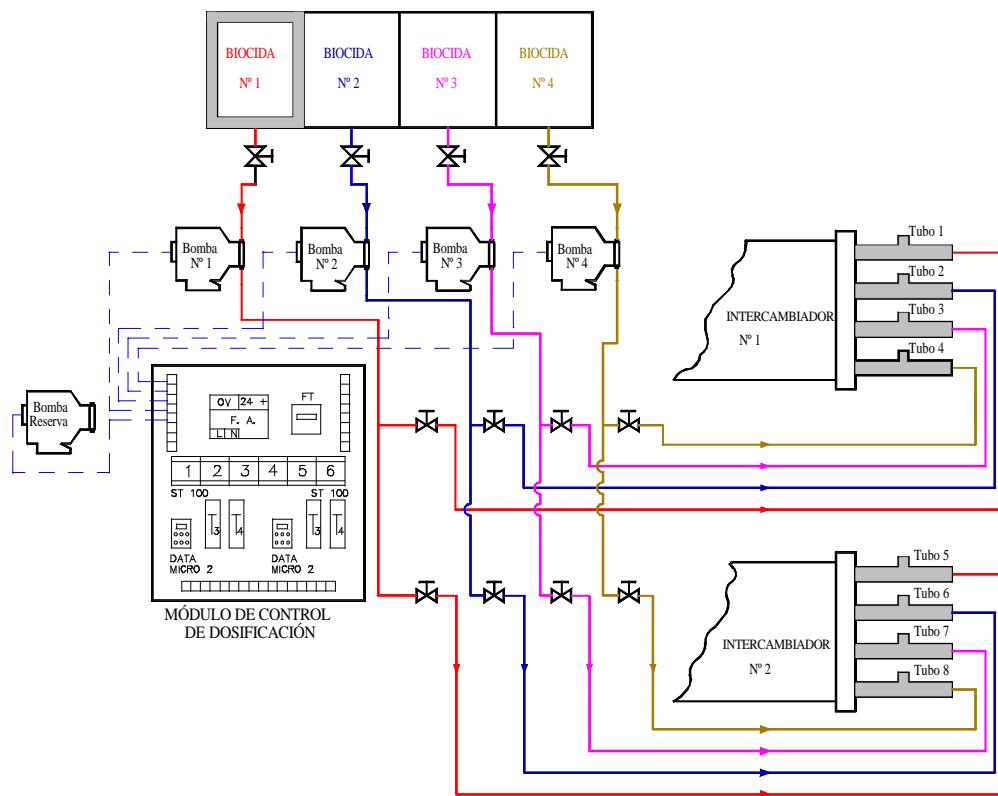 BIOCIDA
Nº 1
BIOCIDA
Nº 2
BIOCIDA
Nº 3
BIOCIDA
Nº 4
Bomba
Nº 1
Bomba
Nº 2
Bomba
Nº 3
Bomba
Nº 4
Bomba
Reserva
OV 24 +
F. A.
L N
FT
1 2 3 4 5 6
ST 100
ST 100
3
4
3
4
DATA
MICRO 2
DATA
MICRO 2
MÓDULO DE CONTROL
DE DOSIFICACIÓN
INTERCAMBIADOR
Nº 1
Tubo 1
Tubo 2
Tubo 3
Tubo 4
INTERCAMBIADOR
Nº 2
Tubo 5
Tubo 6
Tubo 7
Tubo 8